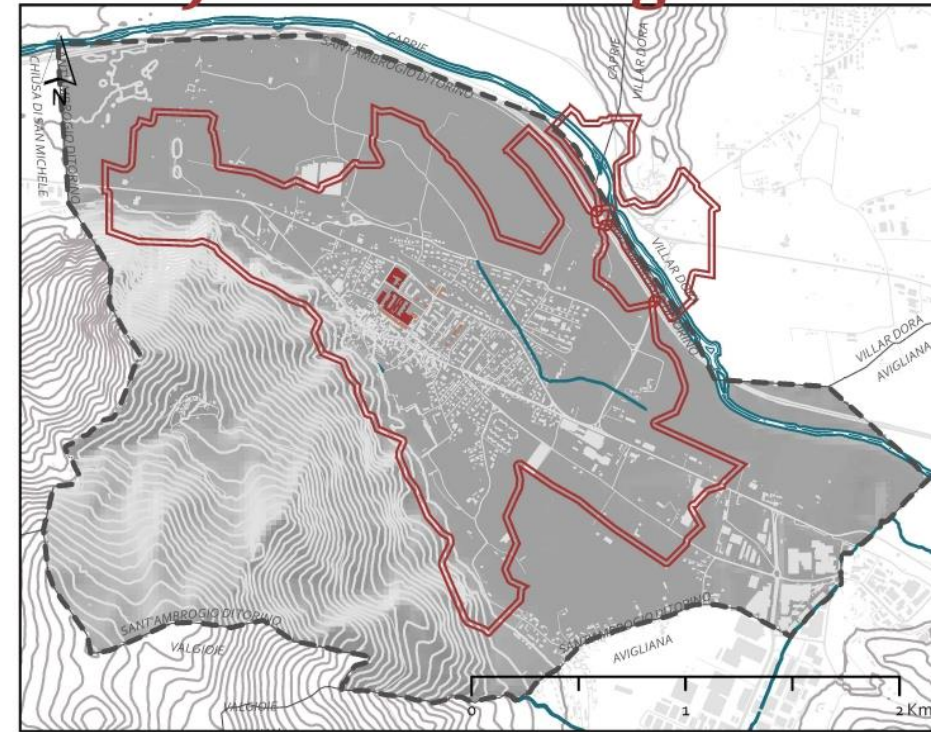 CAPRIE
SANT'AMBROGIO DI TORINO
CAPRIE
VILLAR DORA
CHIUSA DI SAN MICHELE
SANT'AMBROGIO DI TORINO
N
VILLAR DORA
VILLAR DORA
AVIGLIANA
SANT'AMBROGIO DI TORINO
VALGIOIE
VALGIOIE
SANT'AMBROGIO DI TORINO
AVIGLIANA
0 1 2 Km